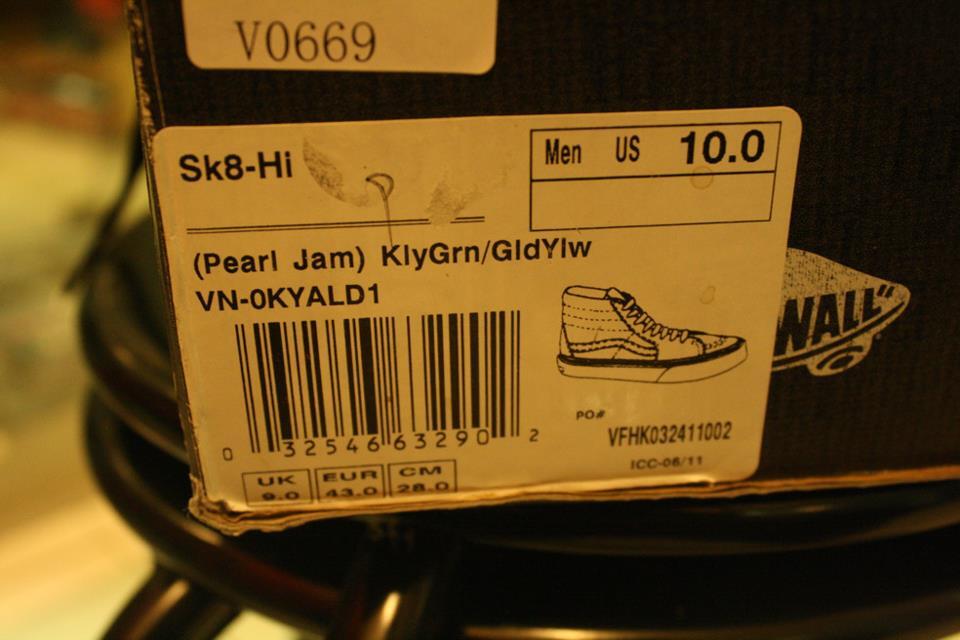 V0669
Sk8-Hi
Men US 10.0
(Pearl Jam) KlyGrn/GldYlw
VN-0KYALD1
WALL"
0 32546 63290 2
PO#
VFHK032411002
ICC-06/11
UK EUR CM
9.0 43.0 28.0